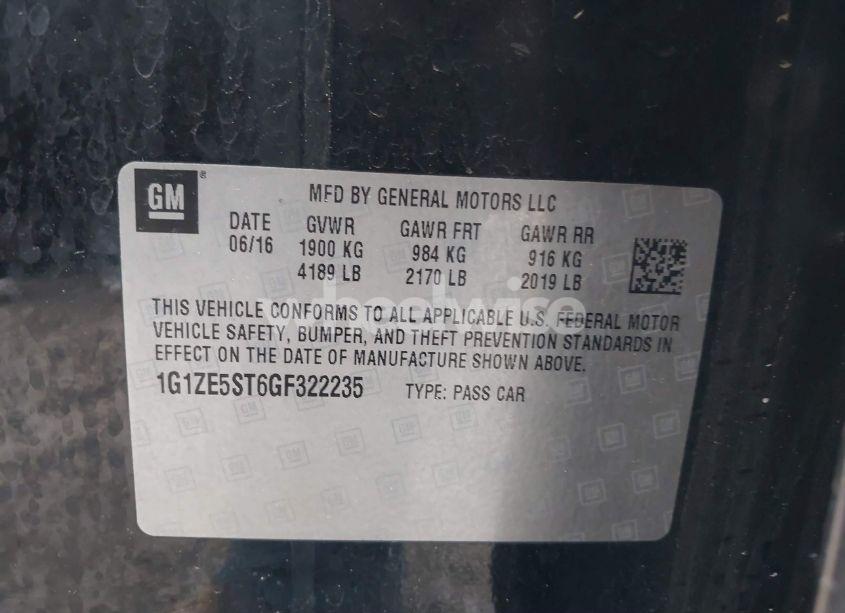 GM®
MFD BY GENERAL MOTORS LLC
DATE GVWR GAWR FRT GAWR RR
06/16 1900 KG 984 KG 916 KG
4189 LB 2170 LB 2019 LB
THIS VEHICLE CONFORMS TO ALL APPLICABLE U.S. FEDERAL MOTOR
VEHICLE SAFETY, BUMPER, AND THEFT PREVENTION STANDARDS IN
EFFECT ON THE DATE OF MANUFACTURE SHOWN ABOVE.
1G1ZE5ST6GF322235 TYPE: PASS CAR